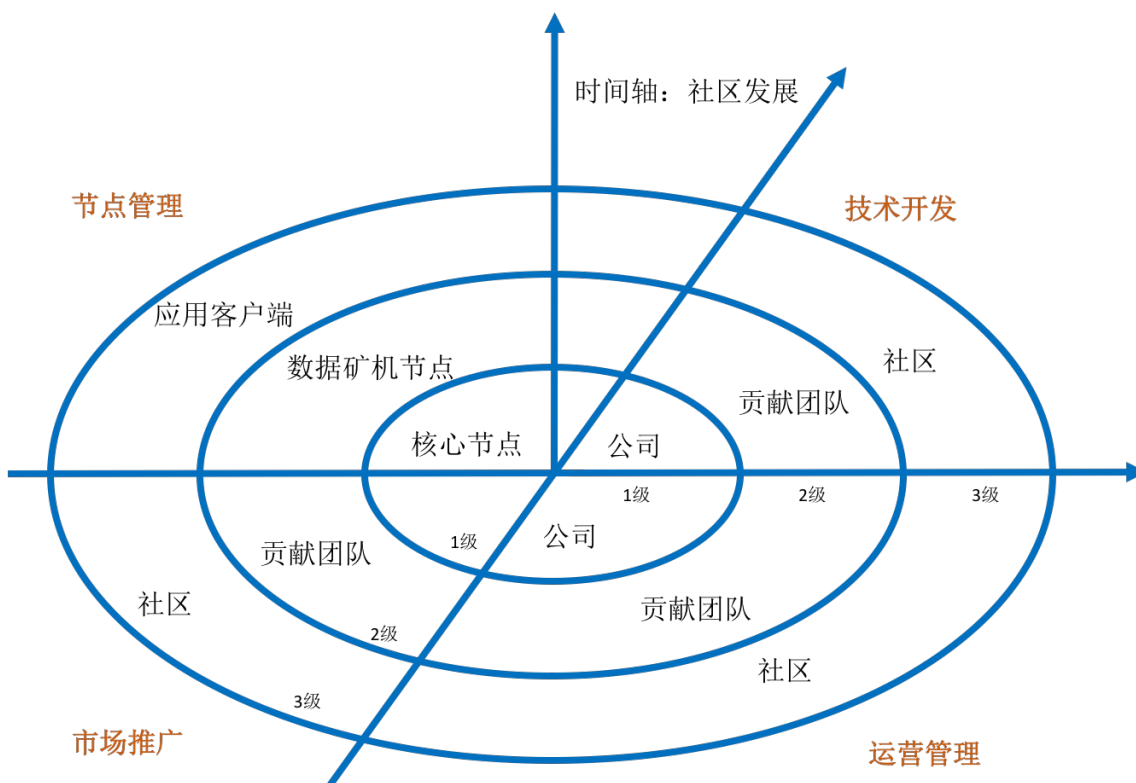 时间轴：社区发展
节点管理
技术开发
应用客户端
社区
数据矿机节点
贡献团队
核心节点
公司
1级
2级
3级
公司
1级
贡献团队
社区
贡献团队
2级
社区
3级
市场推广
运营管理